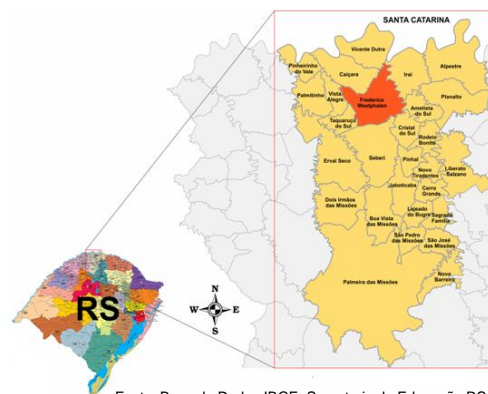 SANTA CATARINA
Vicente Dutra
Pinheirinho
do Vale
Caiçara
Iraí
Alpestre
Palmitinho
Vista
Alegre
Frederico
Westphalen
Planalto
Ametista
do Sul
Taquaruçu
do Sul
Cristal
do Sul
Rodeio
Bonito
Erval Seco
Seberi
Pinhal
Novo
Tiradentes
Liberato
Salzano
Jaboticaba
Cerro
Grande
Dois Irmãos
das Missões
Lajeado
do Bugre
Sagrada
Família
Boa Vista
das Missões
São Pedro
das Missões
São José
das Missões
Palmeira das Missões
Novo
Barreiro
RS
N
W
E
S